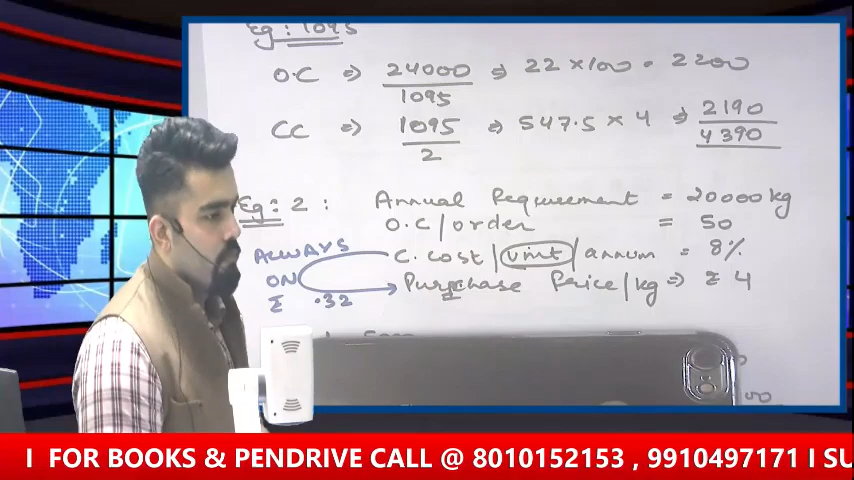 Eg : 1095
O.C ⇒ 24000/1095 ⇒ 22 × 100 = 2200
CC ⇒ 1095/2 ⇒ 547.5 × 4 ⇒ 2190
4390
Eg : 2 : Annual Requirement = 20000 kg
O.C/order = 50
C. cost/unit/annum = 8%
Purchase Price/kg ⇒ ₹ 4
ALWAYS
ON
₹ .32
I FOR BOOKS & PENDRIVE CALL @ 8010152153 , 9910497171 I SU